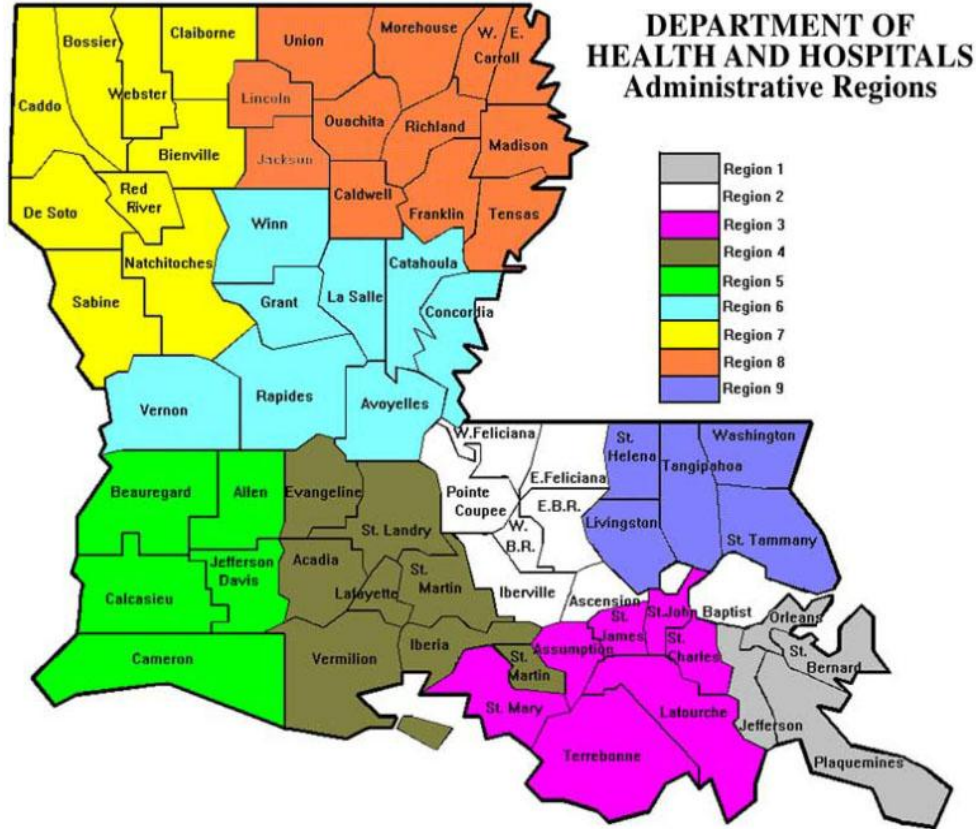 DEPARTMENT OF
HEALTH AND HOSPITALS
Administrative Regions
Region 1
Region 2
Region 3
Region 4
Region 5
Region 6
Region 7
Region 8
Region 9
Bossier
Claiborne
Union
Morehouse
W.
E.
Carroll
Caddo
Webster
Lincoln
Ouachita
Richland
Madison
Bienville
Jackson
De Soto
Red
River
Caldwell
Franklin
Tensas
Winn
Natchitoches
Catahoula
Sabine
Grant
La Salle
Concordia
Vernon
Rapides
Avoyelles
W.Feliciana
St.
Helena
Washington
Tangipahoa
E.Feliciana
Beauregard
Allen
Evangeline
Pointe
Coupee
E.B.R.
W.
B.R.
Livingston
St. Landry
St. Tammany
Acadia
Jefferson
Davis
St.
Martin
Calcasieu
Lafayette
Iberville
Ascension
St.John Baptist
Orleans
St.
James
St.
Charles
St.
Bernard
Cameron
Vermilion
Iberia
Assumption
St.
Martin
St. Mary
Latourche
Jefferson
Terrebonne
Plaquemines